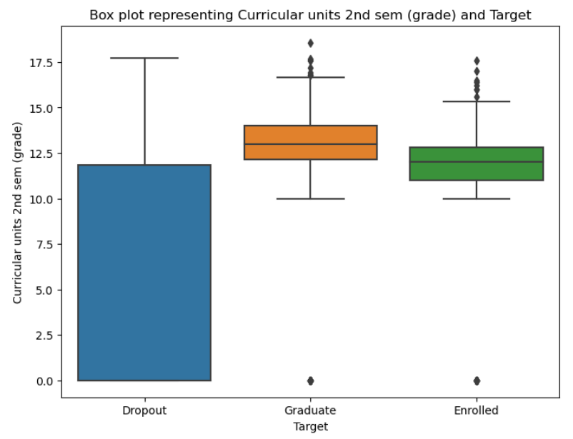 Box plot representing Curricular units 2nd sem (grade) and Target
17.5
15.0
12.5
10.0
7.5
5.0
2.5
0.0
Curricular units 2nd sem (grade)
Dropout Graduate Enrolled
Target